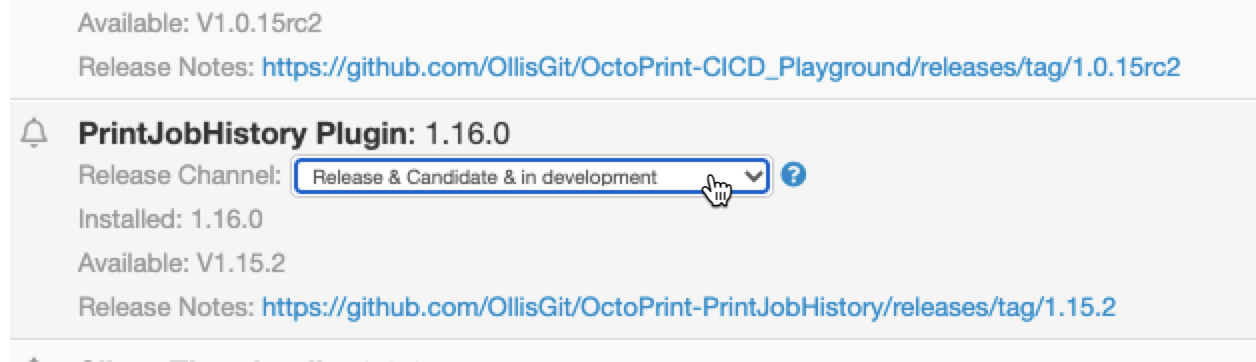 Available: V1.0.15rc2
Release Notes: https://github.com/OllisGit/OctoPrint-CICD_Playground/releases/tag/1.0.15rc2
PrintJobHistory Plugin: 1.16.0
Release Channel: Release & Candidate & in development ?
Installed: 1.16.0
Available: V1.15.2
Release Notes: https://github.com/OllisGit/OctoPrint-PrintJobHistory/releases/tag/1.15.2